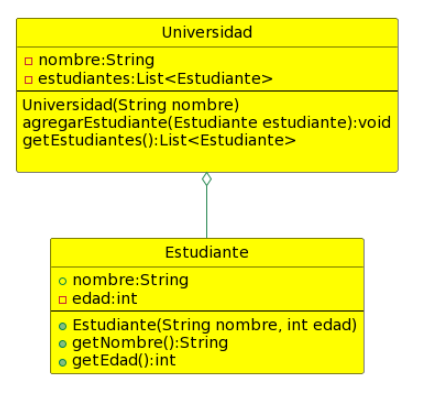 Universidad
nombre:String
estudiantes:List<Estudiante>
Universidad(String nombre)
agregarEstudiante(Estudiante estudiante):void
getEstudiantes():List<Estudiante>
Estudiante
nombre:String
edad:int
Estudiante(String nombre, int edad)
getNombre():String
getEdad():int